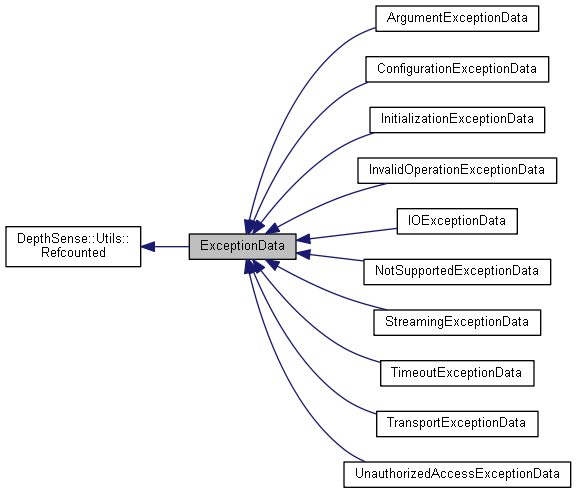 ArgumentExceptionData
ConfigurationExceptionData
InitializationExceptionData
InvalidOperationExceptionData
IOExceptionData
DepthSense::Utils::
Refcounted
ExceptionData
NotSupportedExceptionData
StreamingExceptionData
TimeoutExceptionData
TransportExceptionData
UnauthorizedAccessExceptionData